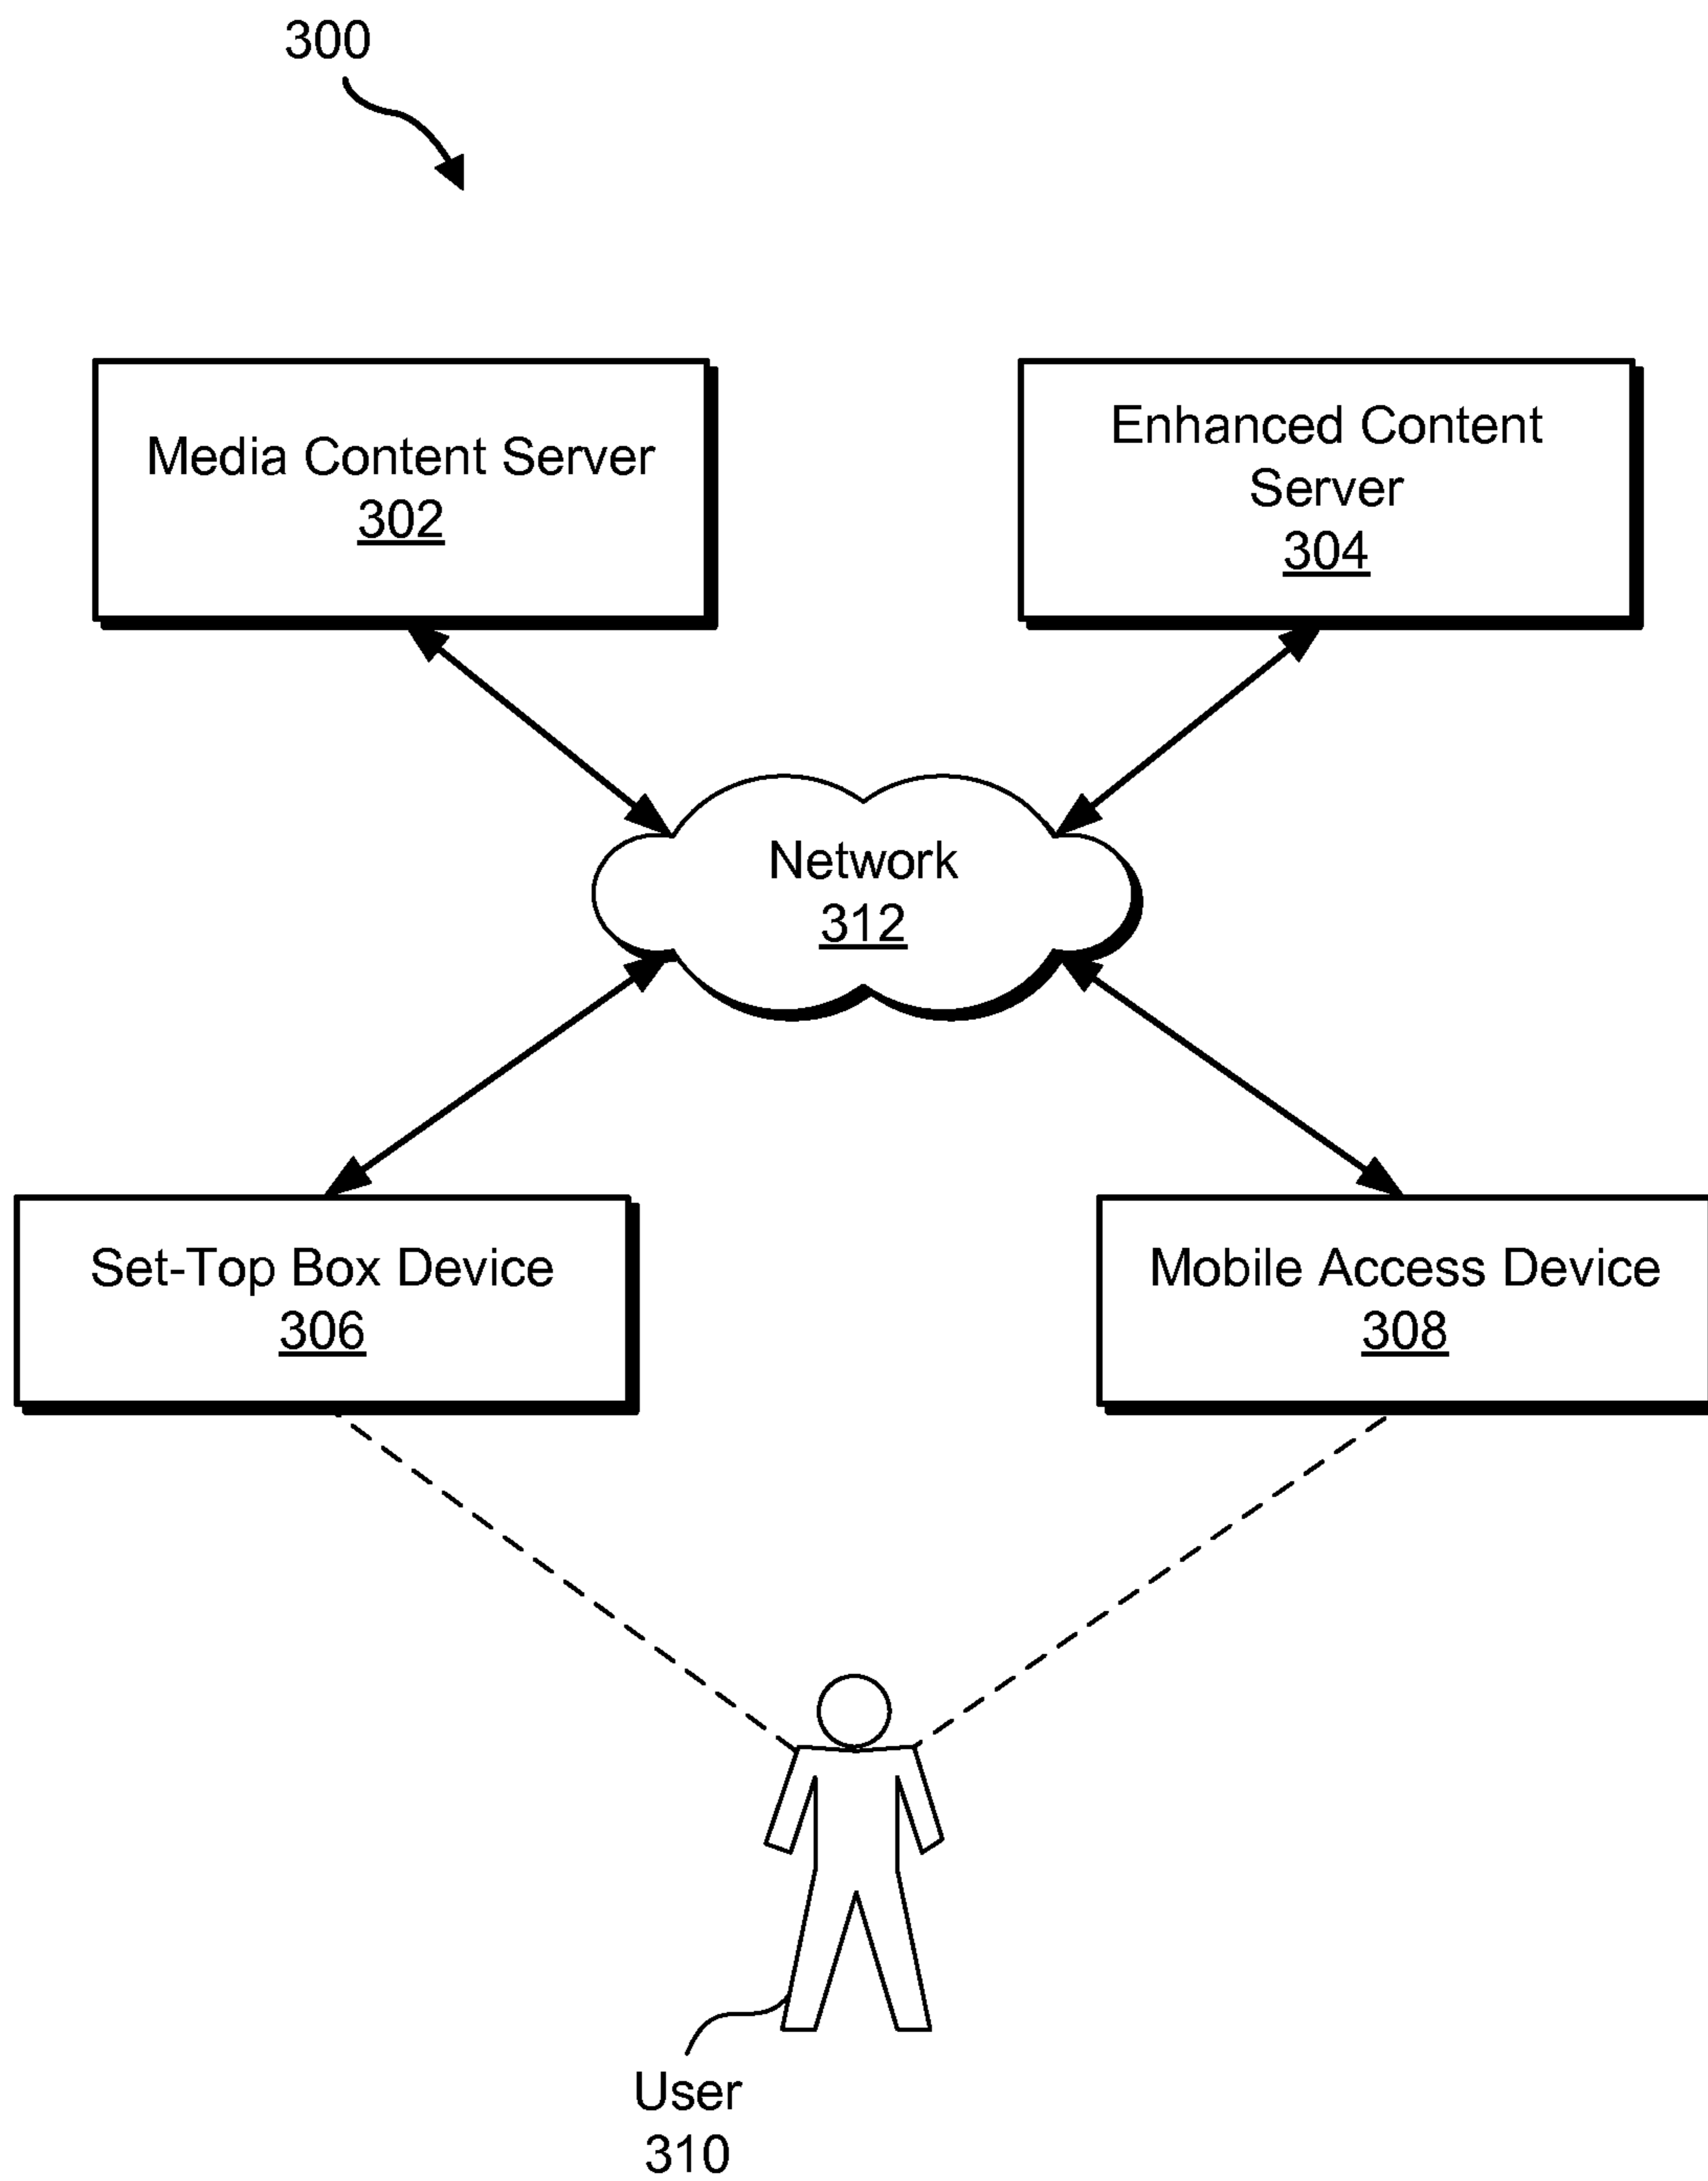 300
Media Content Server
302
Enhanced Content
Server
304
Network
312
Set-Top Box Device
306
Mobile Access Device
308
User
310